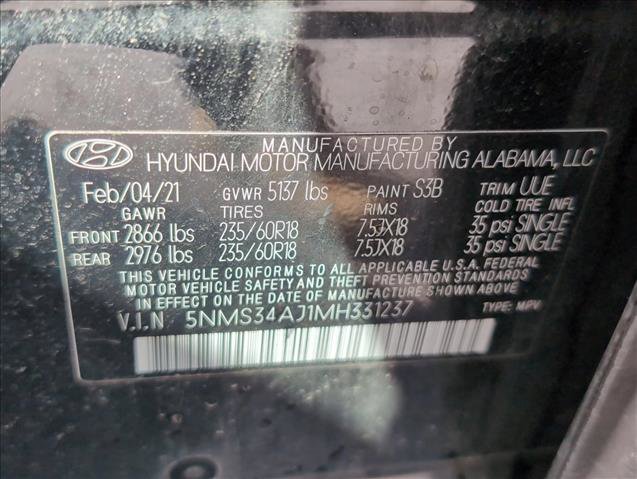 MANUFACTURED BY
HYUNDAI MOTOR MANUFACTURING ALABAMA, LLC
Feb/04/21 GVWR 5137 lbs PAINT S3B TRIM UUE
GAWR TIRES RIMS COLD TIRE INFL
FRONT 2866 lbs 235/60R18 7.5JX18 35 psi SINGLE
REAR 2976 lbs 235/60R18 7.5JX18 35 psi SINGLE
THIS VEHICLE CONFORMS TO ALL APPLICABLE U.S.A. FEDERAL
MOTOR VEHICLE SAFETY AND THEFT PREVENTION STANDARDS
IN EFFECT ON THE DATE OF MANUFACTURE SHOWN ABOVE
V.I.N 5NMS34AJ1MH331237 TYPE: MPV